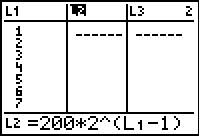 L1 L2 L3 2
1 ------ ------
2
3
4
5
6
7
L2 =200*2^(L1-1)